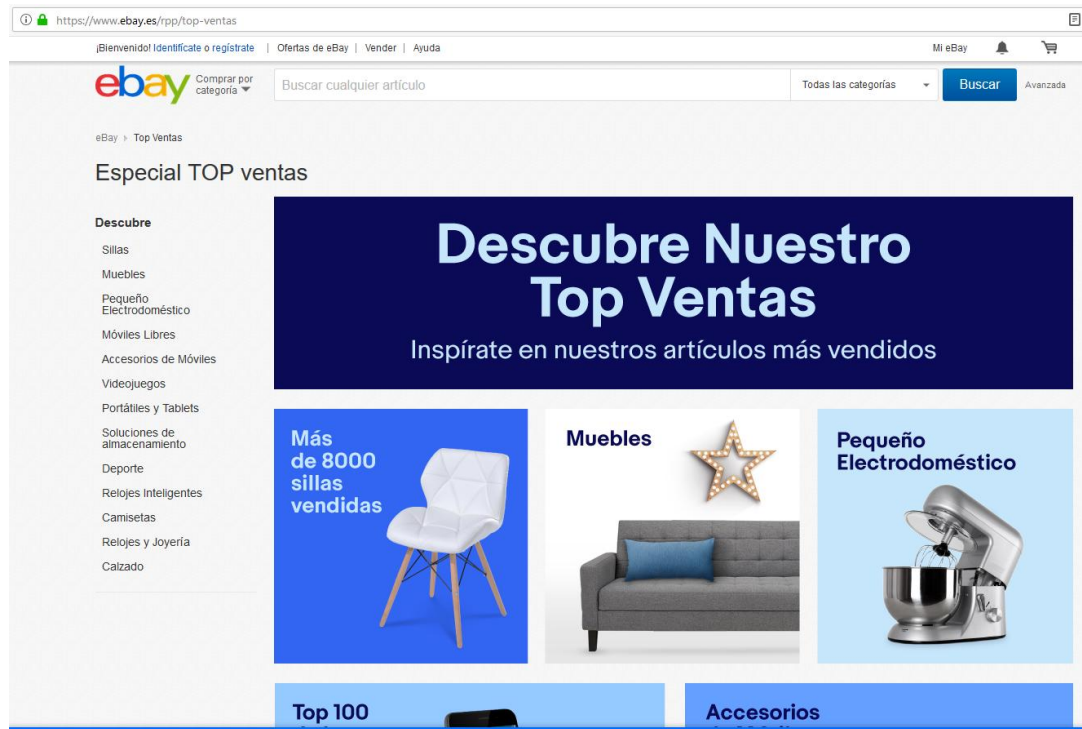 https://www.ebay.es/rpp/top-ventas
¡Bienvenido! Identifícate o regístrate | Ofertas de eBay | Vender | Ayuda
Mi eBay
ebay
Comprar por
categoría
Buscar cualquier artículo
Todas las categorías
Buscar
Avanzada
eBay › Top Ventas
Especial TOP ventas
Descubre
Sillas
Muebles
Pequeño
Electrodoméstico
Móviles Libres
Accesorios de Móviles
Videojuegos
Portátiles y Tablets
Soluciones de
almacenamiento
Deporte
Relojes Inteligentes
Camisetas
Relojes y Joyería
Calzado
Descubre Nuestro
Top Ventas
Inspírate en nuestros artículos más vendidos
Más
de 8000
sillas
vendidas
Muebles
Pequeño
Electrodoméstico
Top 100
Accesorios